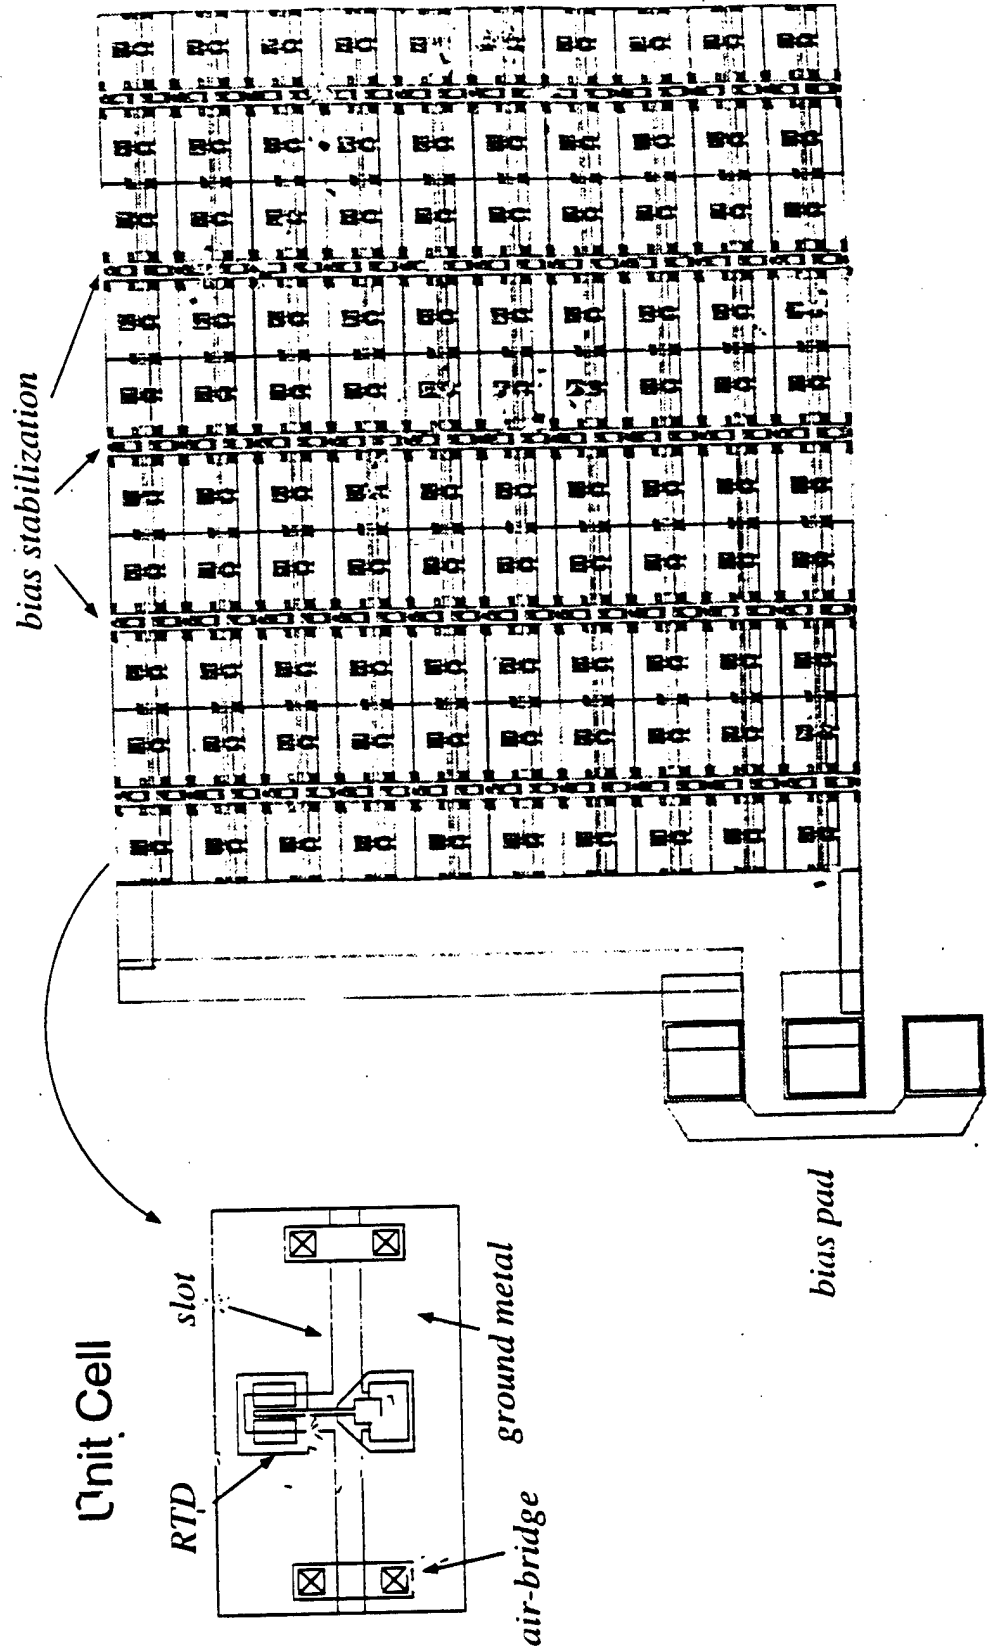 Unit Cell
RTD
slot
air-bridge
ground metal
bias stabilization
bias pad